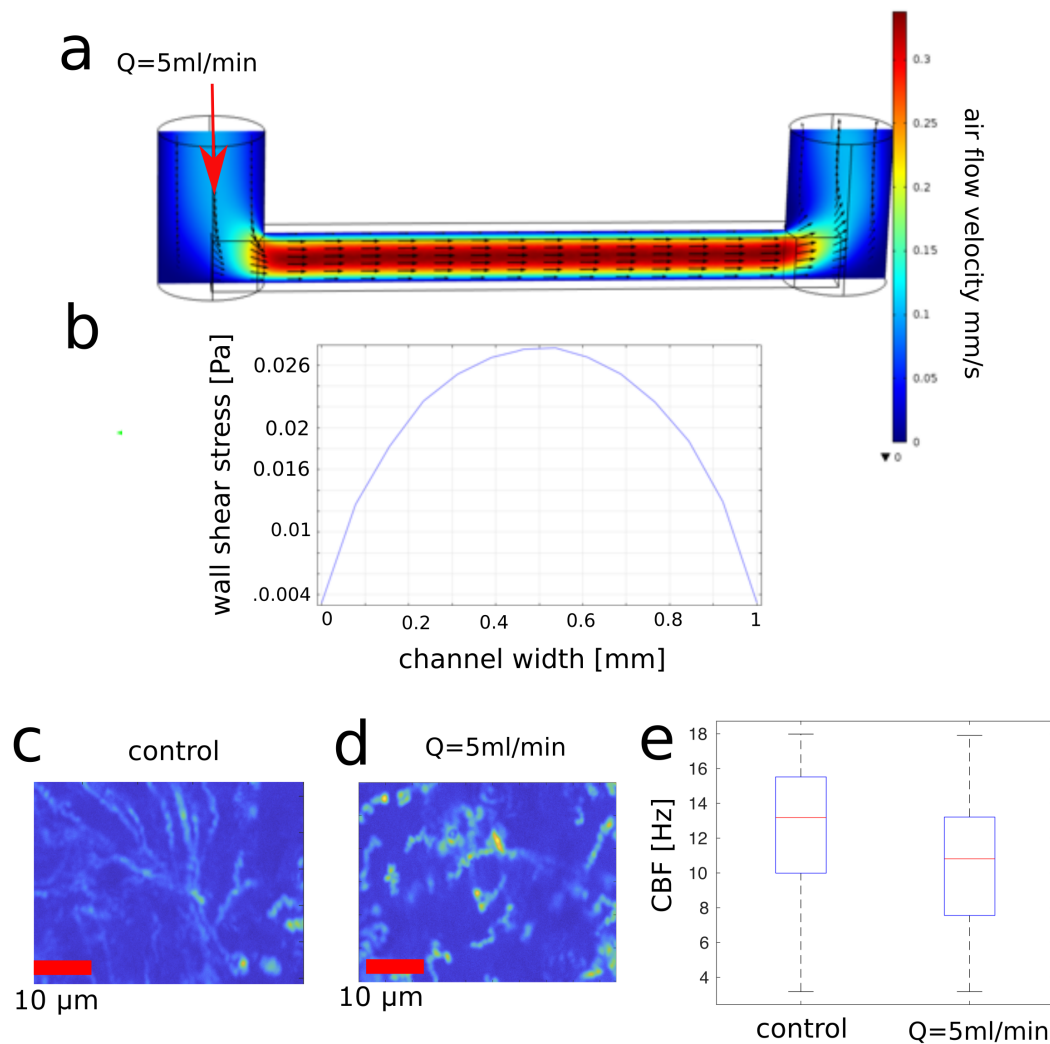 a
Q=5ml/min
0.3
0.25
0.2
0.15
0.1
0.05
0
▼ 0
air flow velocity mm/s
b
wall shear stress [Pa]
0.026
0.02
0.016
0.01
.0.004
0 0.2 0.4 0.6 0.8 1
channel width [mm]
c
control
10 µm
d
Q=5ml/min
10 µm
e
CBF [Hz]
18
16
14
12
10
8
6
4
control Q=5ml/min